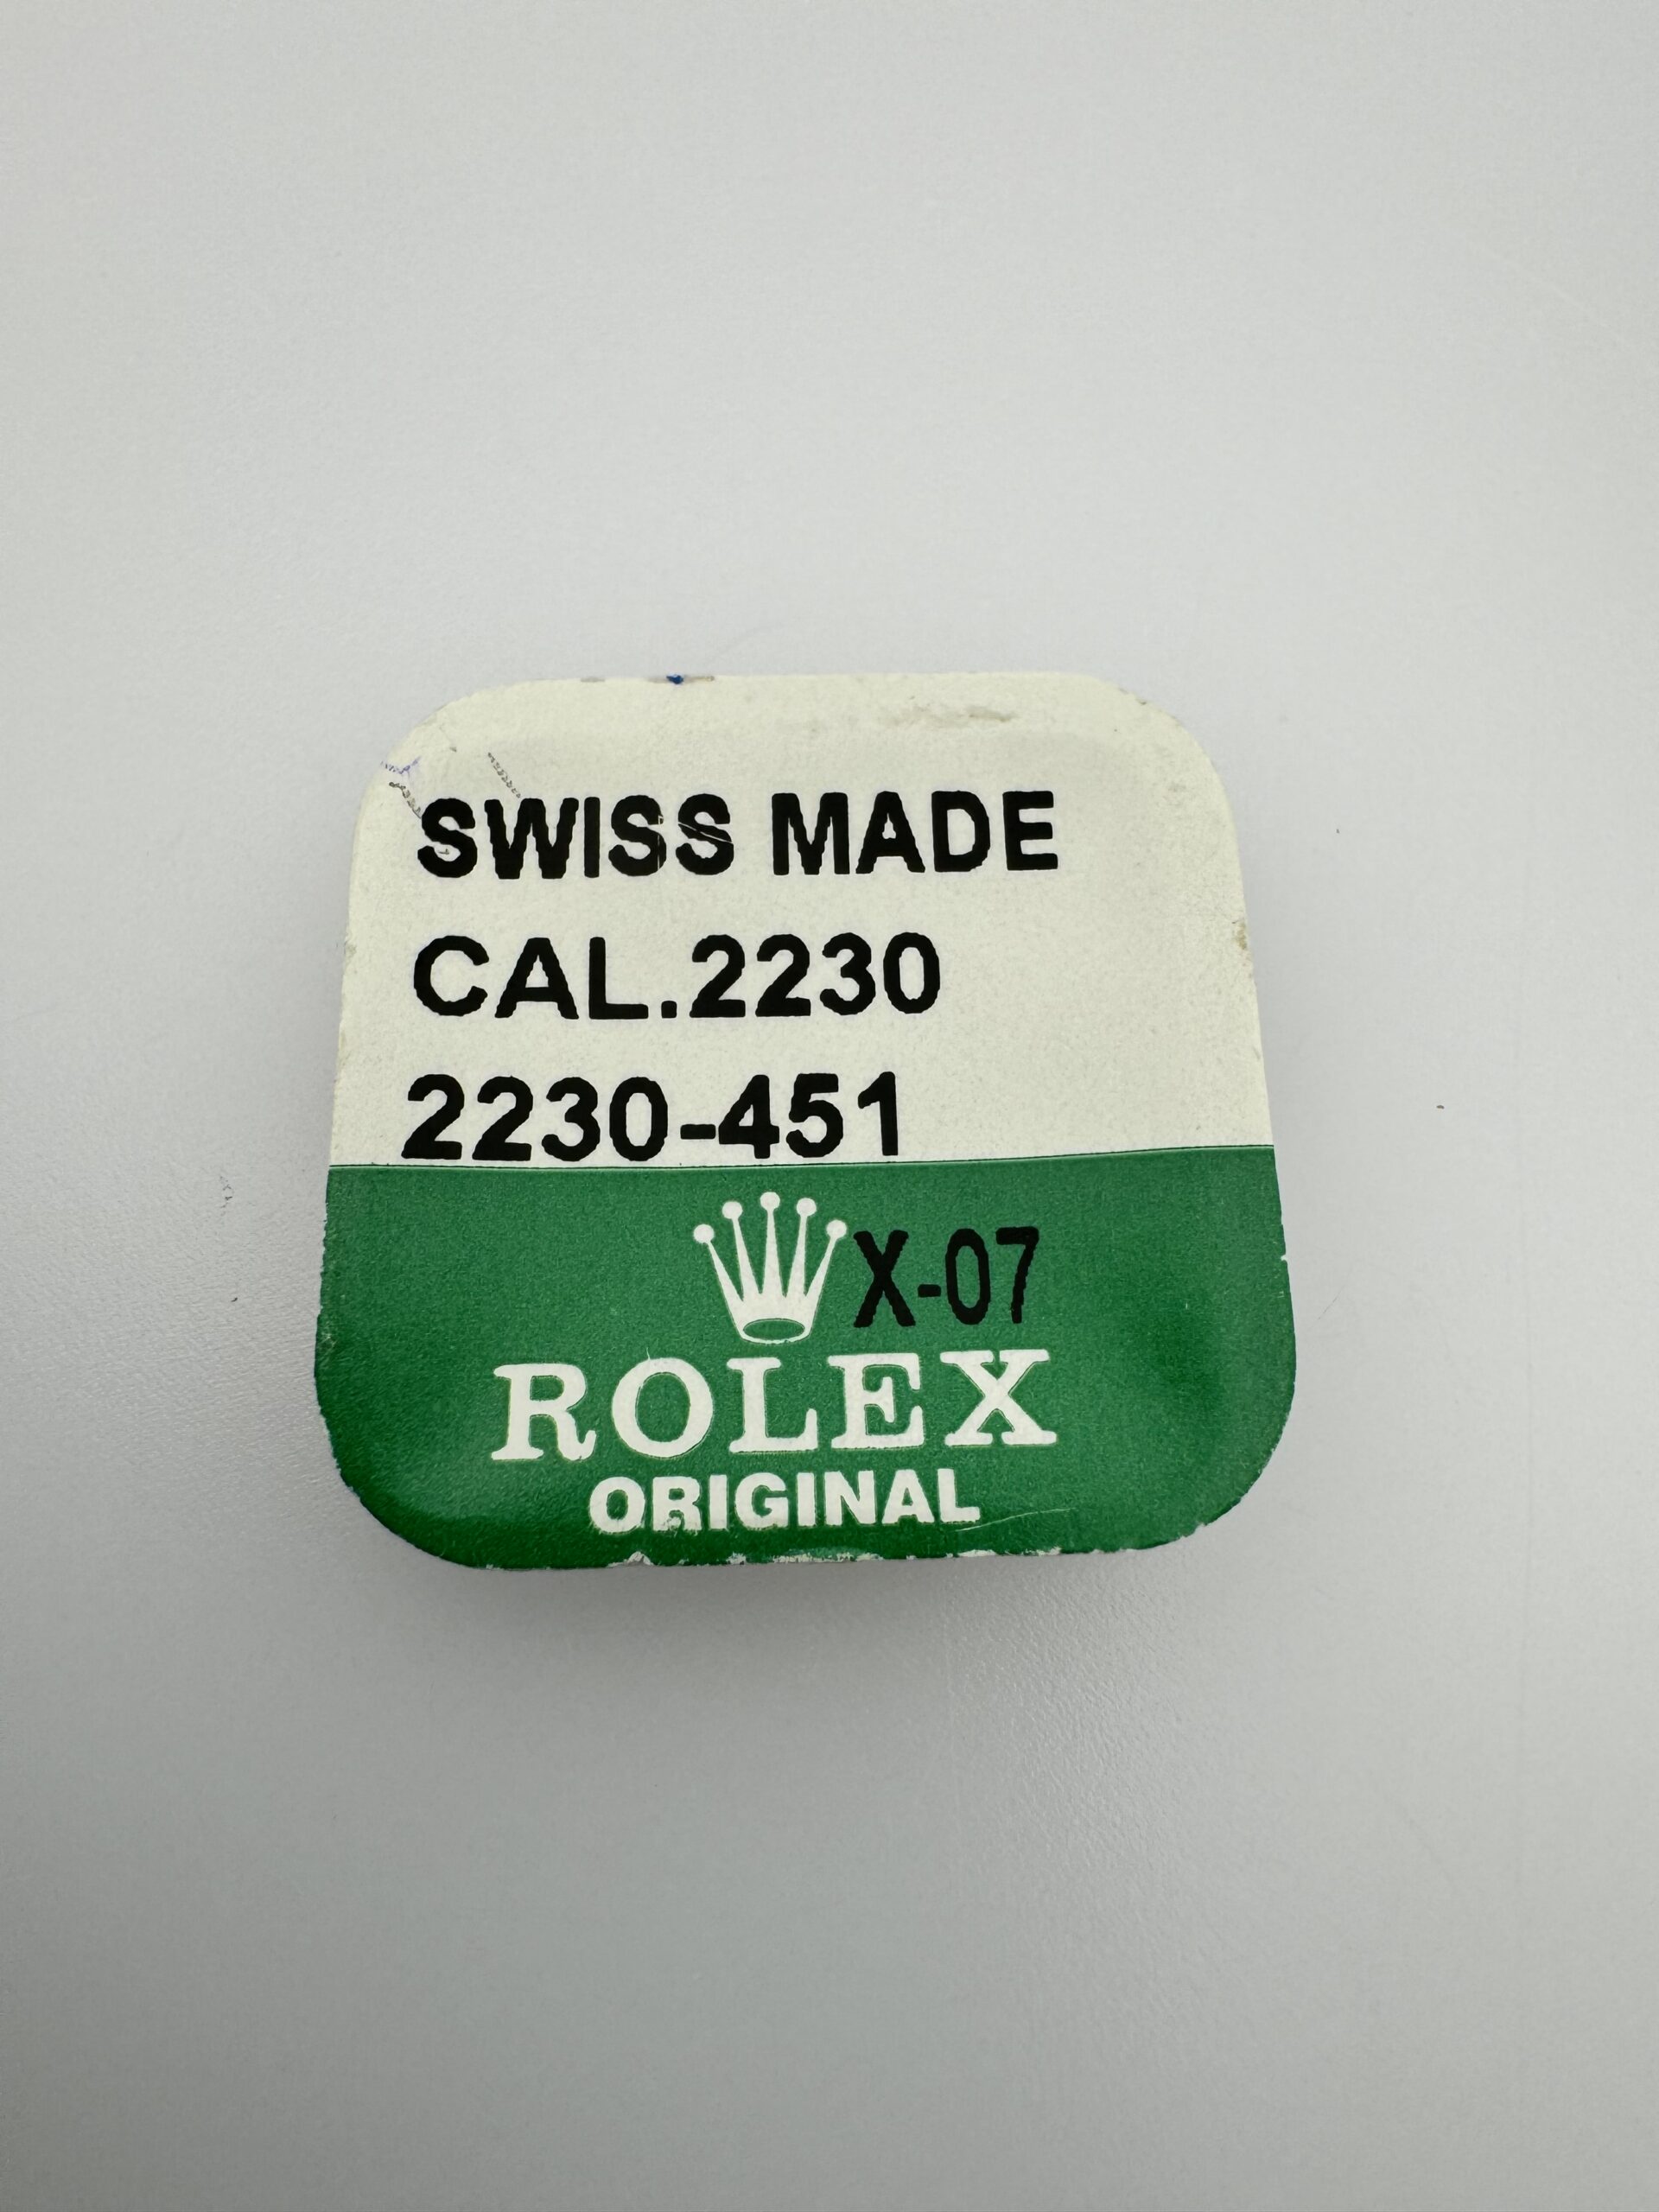 SWISS MADE
CAL.2230
2230-451
X-07
ROLEX
ORIGINAL